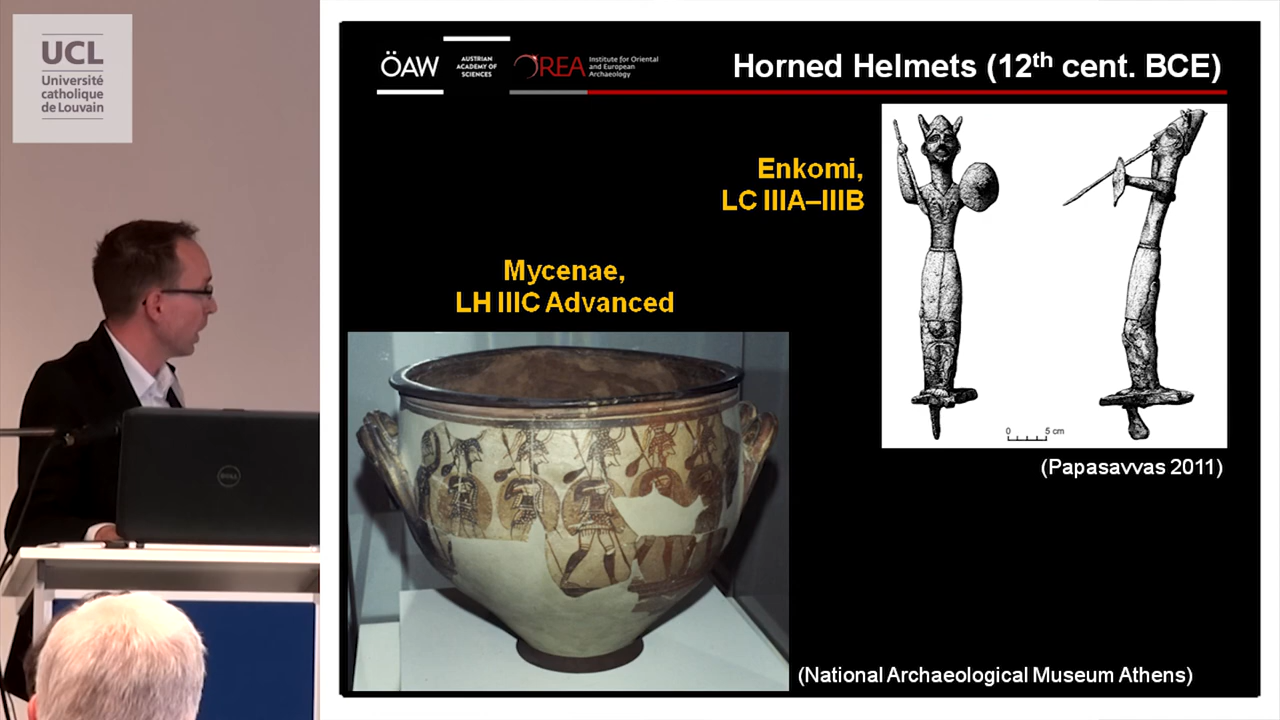 UCL
Université
catholique
de Louvain
ÖAW
AUSTRIAN
ACADEMY OF
SCIENCES
OREA
Institute for Oriental
and European
Archaeology
Horned Helmets (12th cent. BCE)
Enkomi,
LC IIIA–IIIB
Mycenae,
LH IIIC Advanced
0 5 cm
(Papasavvas 2011)
(National Archaeological Museum Athens)
DELL